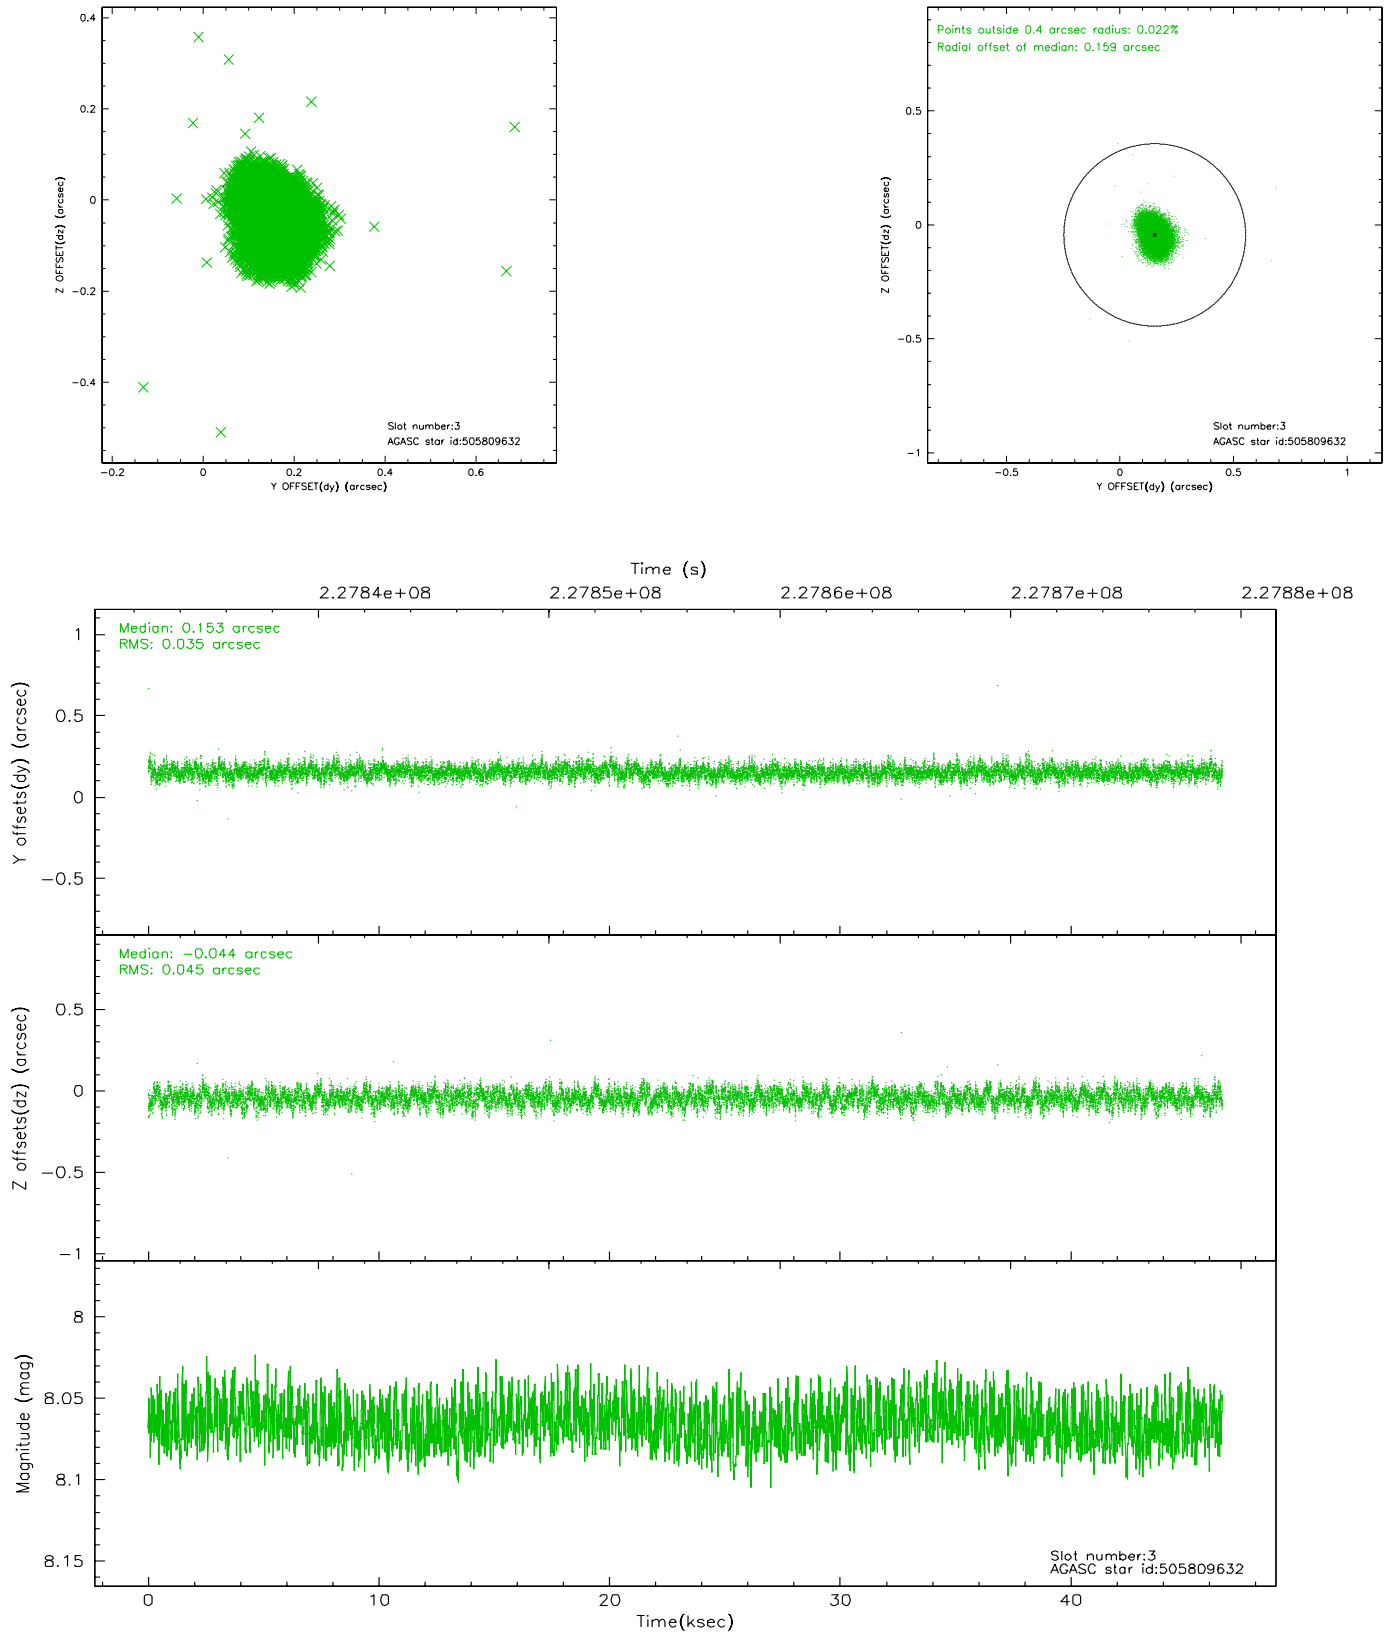 0.4
0.2
0
−0.2
−0.4
Z OFFSET(dz) (arcsec)
Slot number:3
AGASC star id:505809632
−0.2 0 0.2 0.4 0.6
Y OFFSET(dy) (arcsec)
Points outside 0.4 arcsec radius: 0.022%
Radial offset of median: 0.159 arcsec
0.5
0
−0.5
−1
Z OFFSET(dz) (arcsec)
Slot number:3
AGASC star id:505809632
−0.5 0 0.5 1
Y OFFSET(dy) (arcsec)
Time (s)
2.2784e+08 2.2785e+08 2.2786e+08 2.2787e+08 2.2788e+08
Median: 0.153 arcsec
RMS: 0.035 arcsec
1
0.5
0
−0.5
Y offsets(dy) (arcsec)
Median: −0.044 arcsec
RMS: 0.045 arcsec
0.5
0
−0.5
−1
Z offsets(dz) (arcsec)
8
8.05
8.1
8.15
Magnitude (mag)
Slot number:3
AGASC star id:505809632
0 10 20 30 40
Time(ksec)